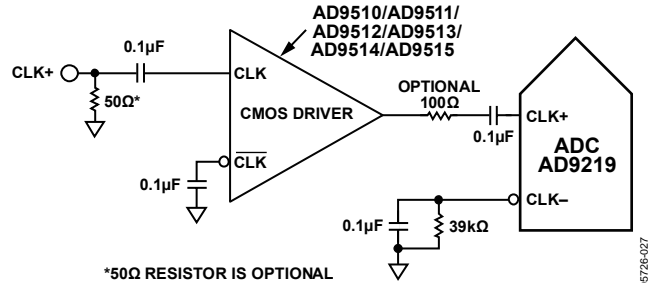 AD9510/AD9511/
AD9512/AD9513/
AD9514/AD9515
0.1µF
CLK+
CLK
50Ω*
CMOS DRIVER
OPTIONAL
100Ω
0.1µF
CLK+
ADC
AD9219
CLK
0.1µF
CLK–
0.1µF
39kΩ
*50Ω RESISTOR IS OPTIONAL
5726-027